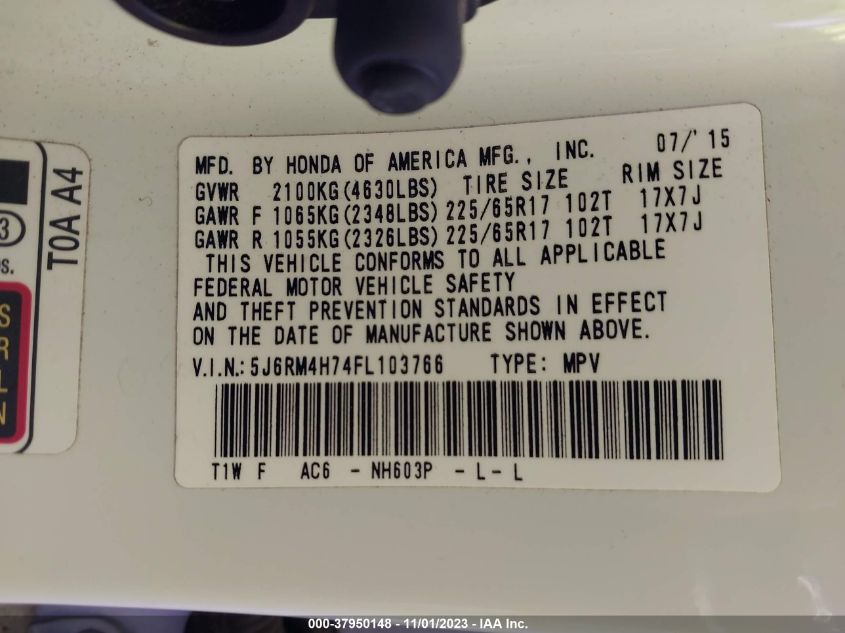 MFD. BY HONDA OF AMERICA MFG., INC. 07/'15
GVWR 2100KG(4630LBS) TIRE SIZE RIM SIZE
GAWR F 1065KG(2348LBS) 225/65R17 102T 17X7J
GAWR R 1055KG(2326LBS) 225/65R17 102T 17X7J
THIS VEHICLE CONFORMS TO ALL APPLICABLE
FEDERAL MOTOR VEHICLE SAFETY
AND THEFT PREVENTION STANDARDS IN EFFECT
ON THE DATE OF MANUFACTURE SHOWN ABOVE.
V.I.N.: 5J6RM4H74FL103766 TYPE: MPV
T1W F AC6 - NH603P - L - L
T0A A4
3
S
R
L
N
000-37950148 - 11/01/2023 - IAA Inc.